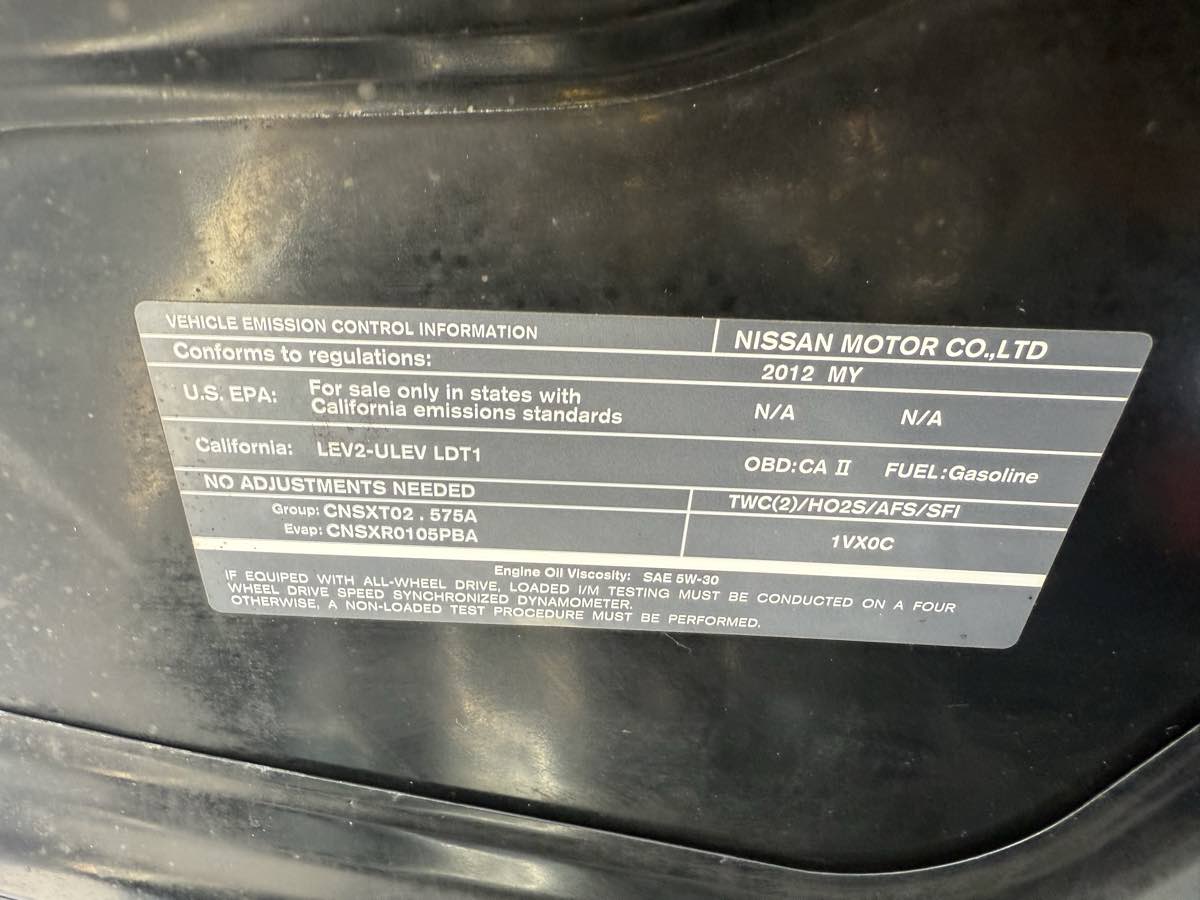 VEHICLE EMISSION CONTROL INFORMATION
NISSAN MOTOR CO.,LTD
Conforms to regulations:
2012 MY
U.S. EPA:
For sale only in states with
California emissions standards
N/A
N/A
California:
LEV2-ULEV LDT1
OBD:CA II
FUEL:Gasoline
NO ADJUSTMENTS NEEDED
TWC(2)/HO2S/AFS/SFI
Group: CNSXT02.575A
Evap: CNSXR0105PBA
1VX0C
Engine Oil Viscosity: SAE 5W-30
IF EQUIPED WITH ALL-WHEEL DRIVE, LOADED I/M TESTING MUST BE CONDUCTED ON A FOUR
WHEEL DRIVE SPEED SYNCHRONIZED DYNAMOMETER.
OTHERWISE, A NON-LOADED TEST PROCEDURE MUST BE PERFORMED.